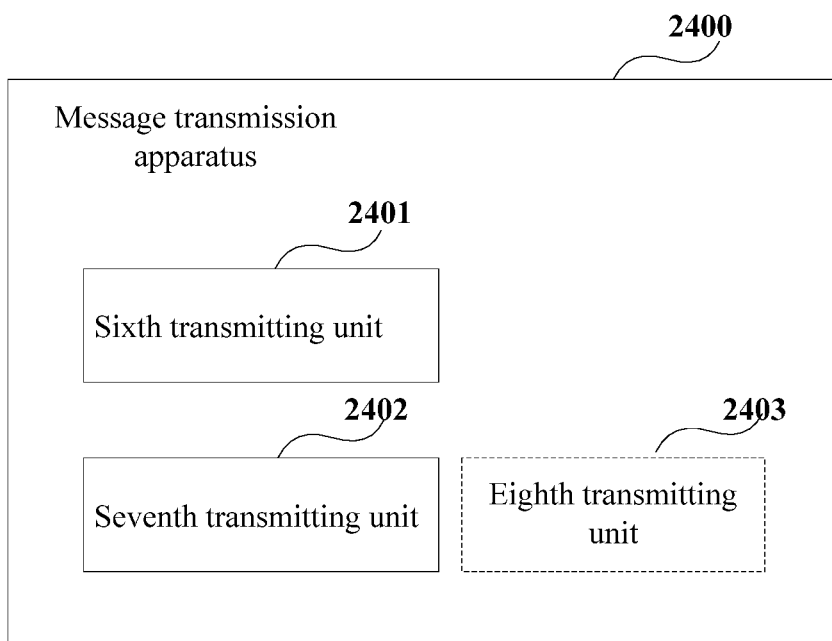 2400
Message transmission
apparatus
2401
Sixth transmitting unit
2402
Seventh transmitting unit
2403
Eighth transmitting
unit